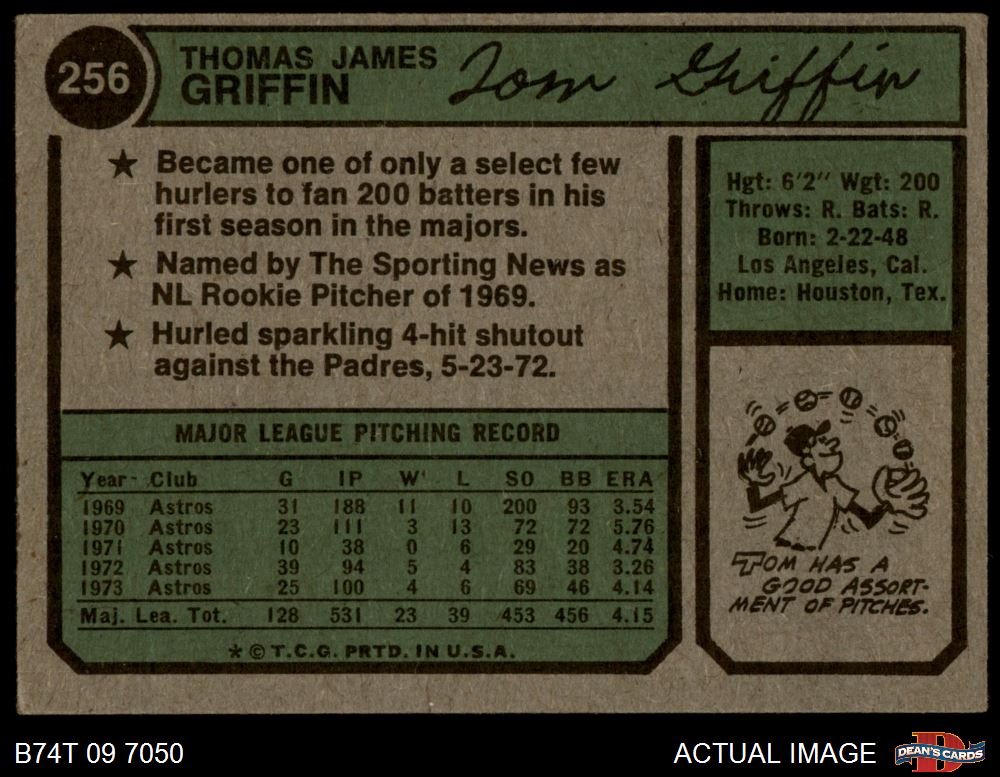 256
THOMAS JAMES
GRIFFIN
Tom Griffin
★ Became one of only a select few
hurlers to fan 200 batters in his
first season in the majors.
★ Named by The Sporting News as
NL Rookie Pitcher of 1969.
★ Hurled sparkling 4-hit shutout
against the Padres, 5-23-72.
Hgt: 6'2" Wgt: 200
Throws: R. Bats: R.
Born: 2-22-48
Los Angeles, Cal.
Home: Houston, Tex.
MAJOR LEAGUE PITCHING RECORD
Year Club G IP W L SO BB ERA
1969 Astros 31 188 11 10 200 93 3.54
1970 Astros 23 111 3 13 72 72 5.76
1971 Astros 10 38 0 6 29 20 4.74
1972 Astros 39 94 5 4 83 38 3.26
1973 Astros 25 100 4 6 69 46 4.14
Maj. Lea. Tot. 128 531 23 39 453 456 4.15
* © T.C.G. PRTD. IN U.S.A.
TOM HAS A
GOOD ASSORT-
MENT OF PITCHES.
B74T 09 7050
ACTUAL IMAGE
D
DEAN'S CARDS